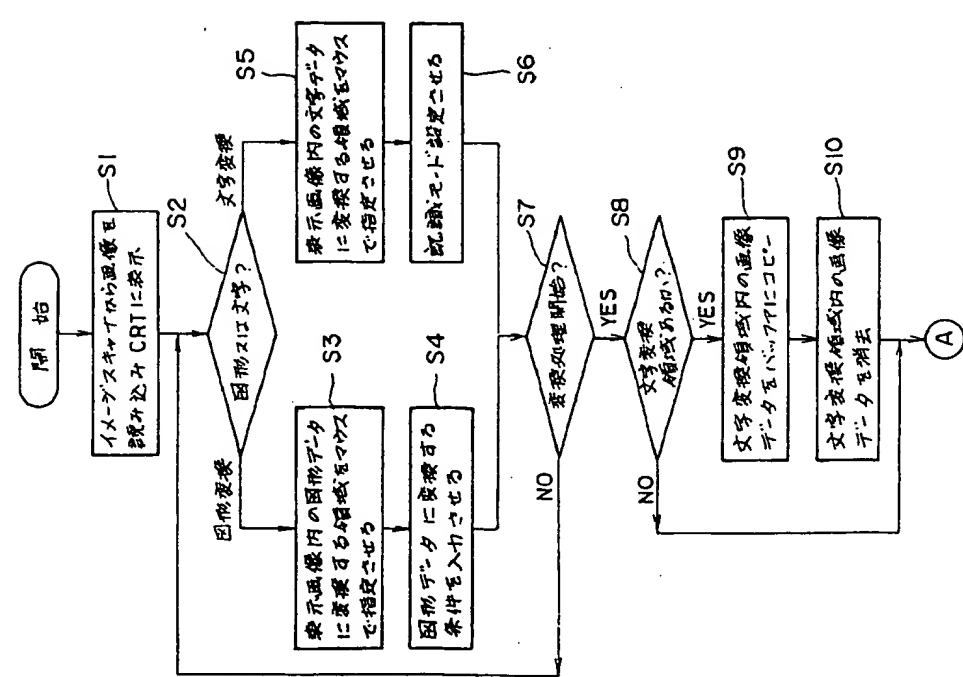 開始
イメージスキャナから画像を
読み込みCRTに表示
S1
図形又は文字?
S2
図形変換
文字変換
表示画像内の図形データ
に変換する領域をマウス
で指定させる
S3
図形データに変換する
条件を入力させる
S4
表示画像内の文字データ
に変換する領域をマウス
で指定させる
S5
認識モード設定させる
S6
変換処理開始?
S7
NO
YES
文字変換
領域あるか?
S8
NO
YES
文字変換領域内の画像
データをバッファにコピー
S9
文字変換領域内の画像
データを消去
S10
A